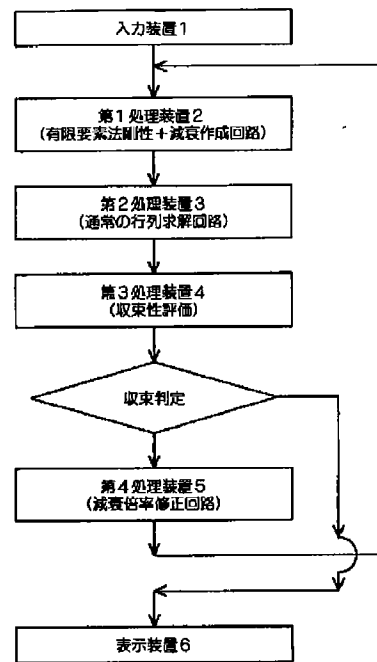 入力装置1
第1処理装置2
(有限要素法剛性+減衰作成回路)
第2処理装置3
(通常の行列求解回路)
第3処理装置4
(収束性評価)
収束判定
第4処理装置5
(減衰倍率修正回路)
表示装置6